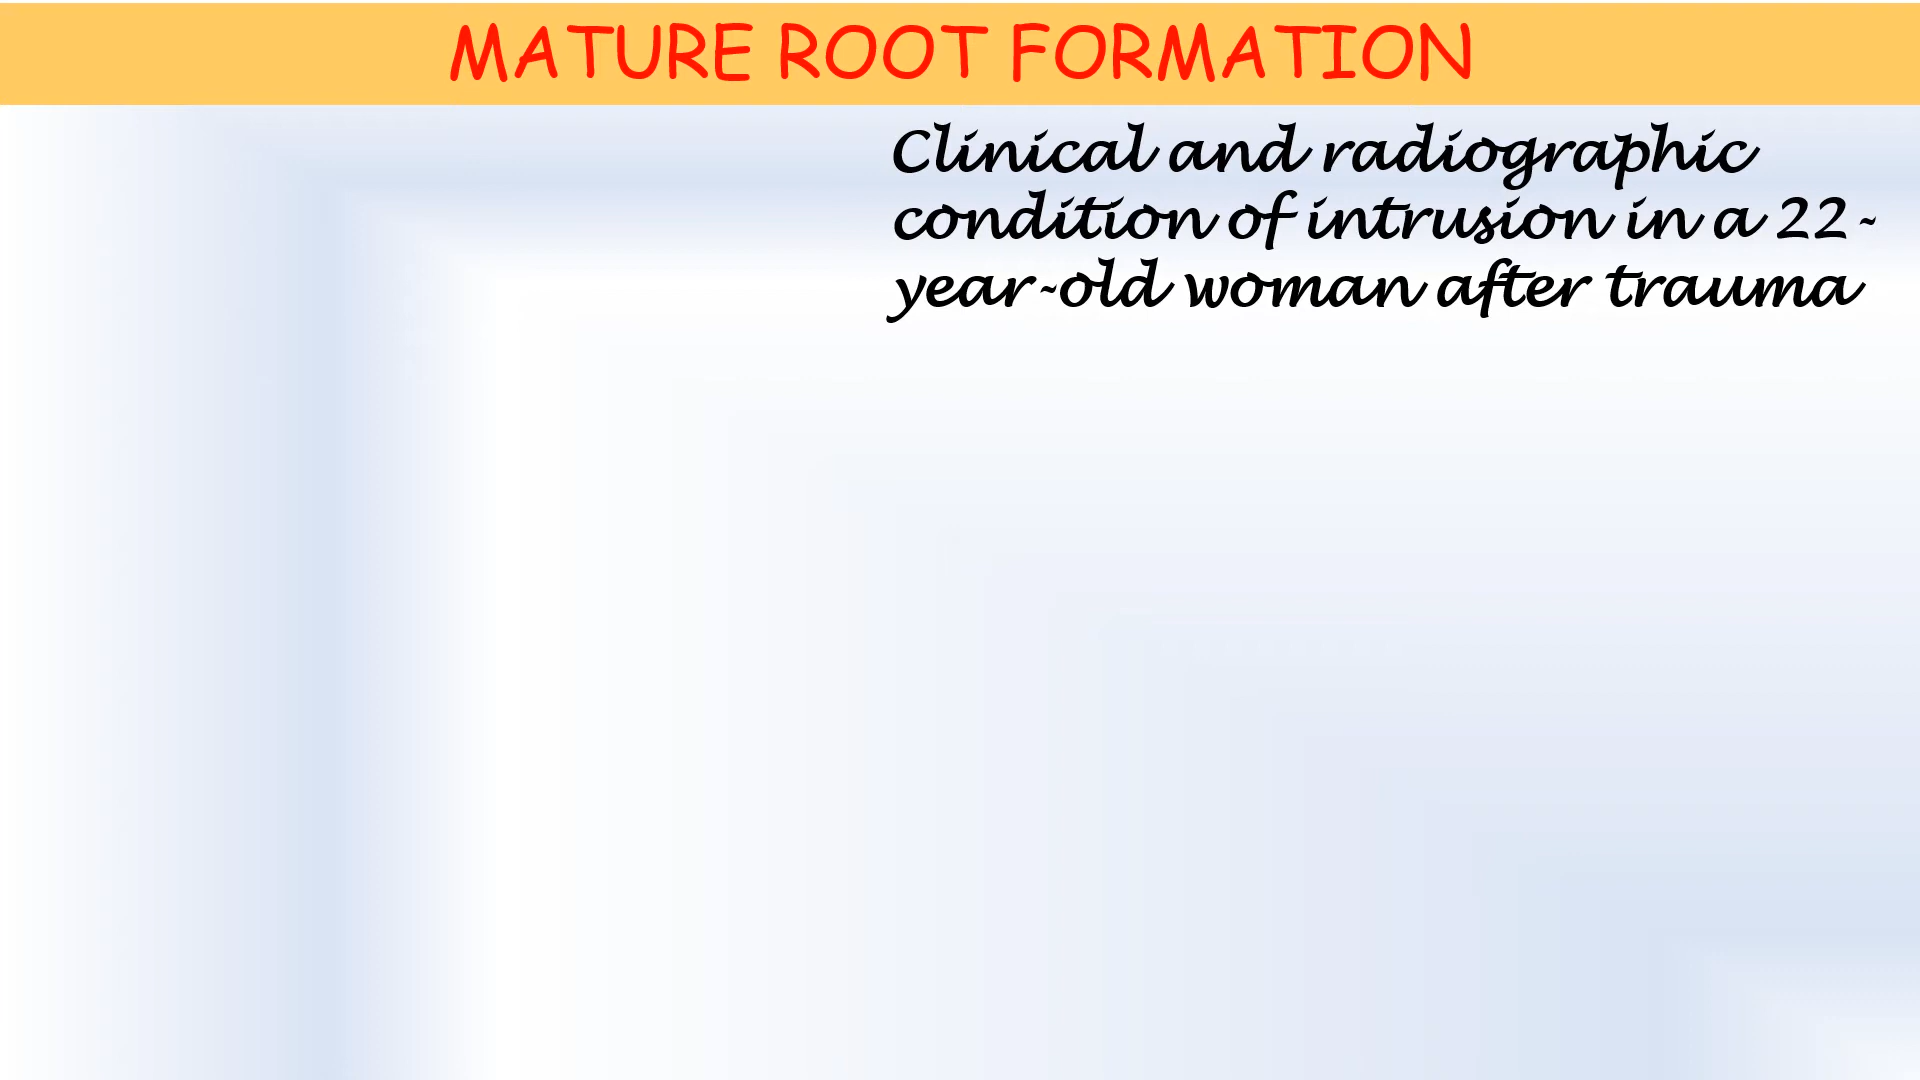 MATURE ROOT FORMATION
Clinical and radiographic
condition of intrusion in a 22-
year-old woman after trauma